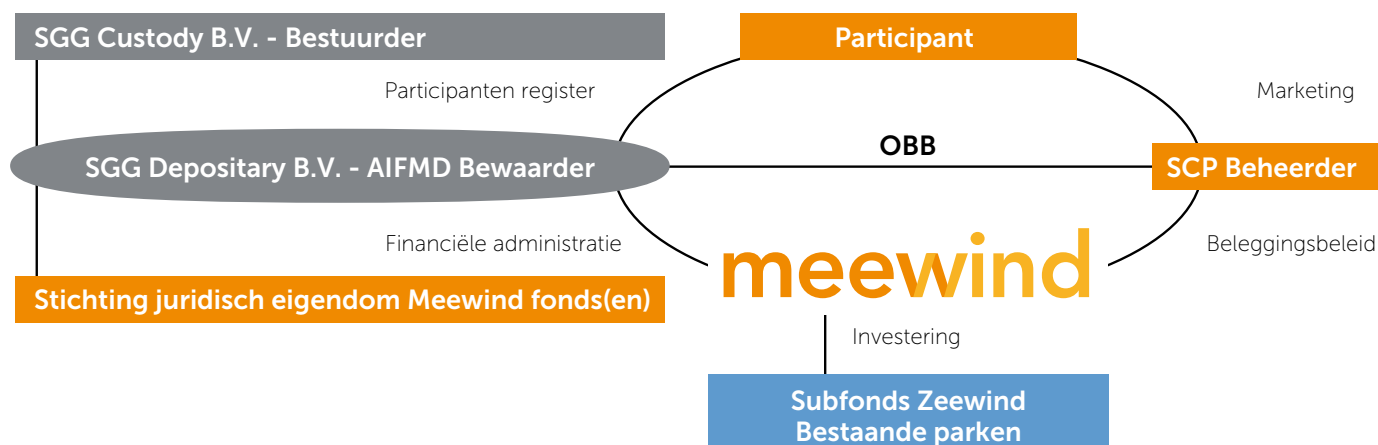 SGG Custody B.V. - Bestuurder
Participant
Participanten register
Marketing
OBB
SGG Depositary B.V. - AIFMD Bewaarder
SCP Beheerder
Financiële administratie
meewind
Beleggingsbeleid
Stichting juridisch eigendom Meewind fonds(en)
Investering
Subfonds Zeewind
Bestaande parken